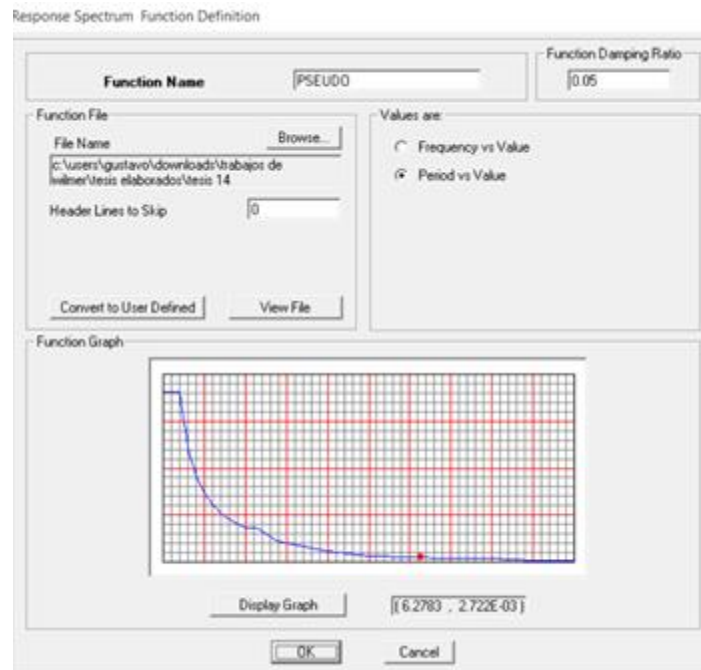 Response Spectrum Function Definition
Function Damping Ratio
Function Name
PSEUDO
0.05
Function File
Values are:
File Name
Browse...
c:\users\gustavo\downloads\trabajos de
wilmer\tesis elaborados\tesis 14
Header Lines to Skip
0
Frequency vs Value
Period vs Value
Convert to User Defined
View File
Function Graph
Display Graph
(6.2783 , 2.722E-03)
OK
Cancel